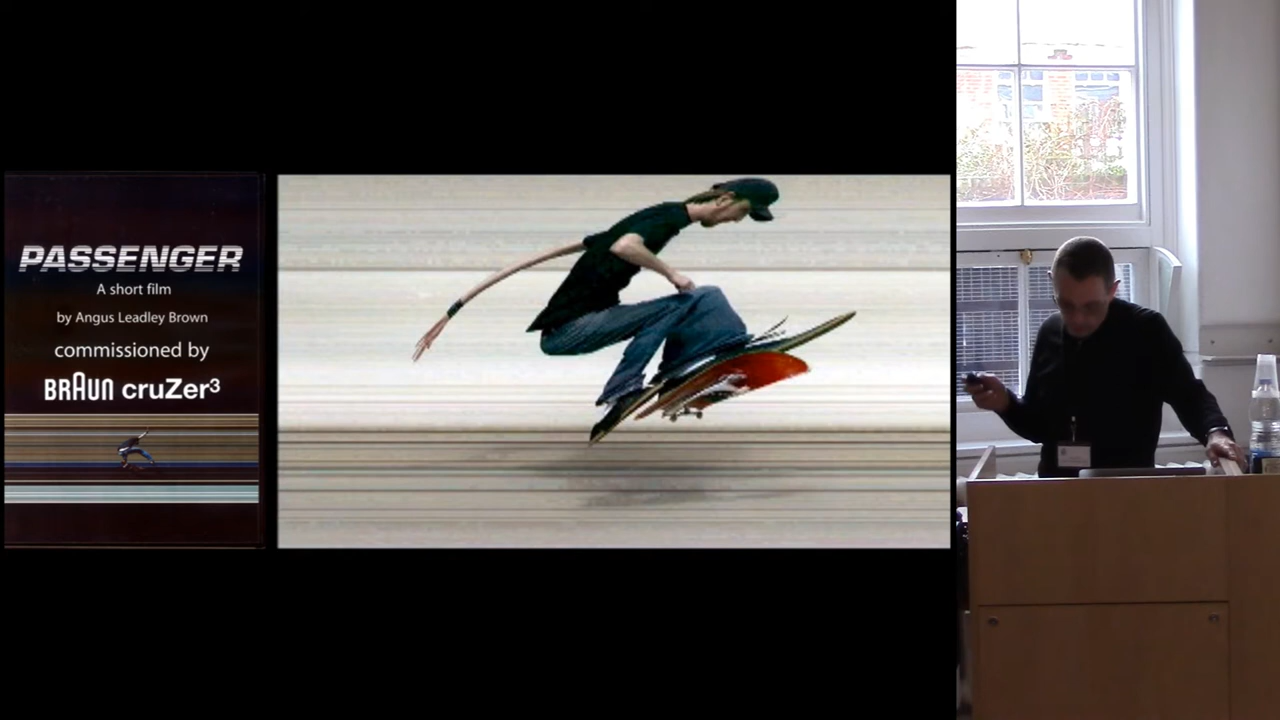 PASSENGER
A short film
by Angus Leadley Brown
commissioned by
BRAUN cruZer³